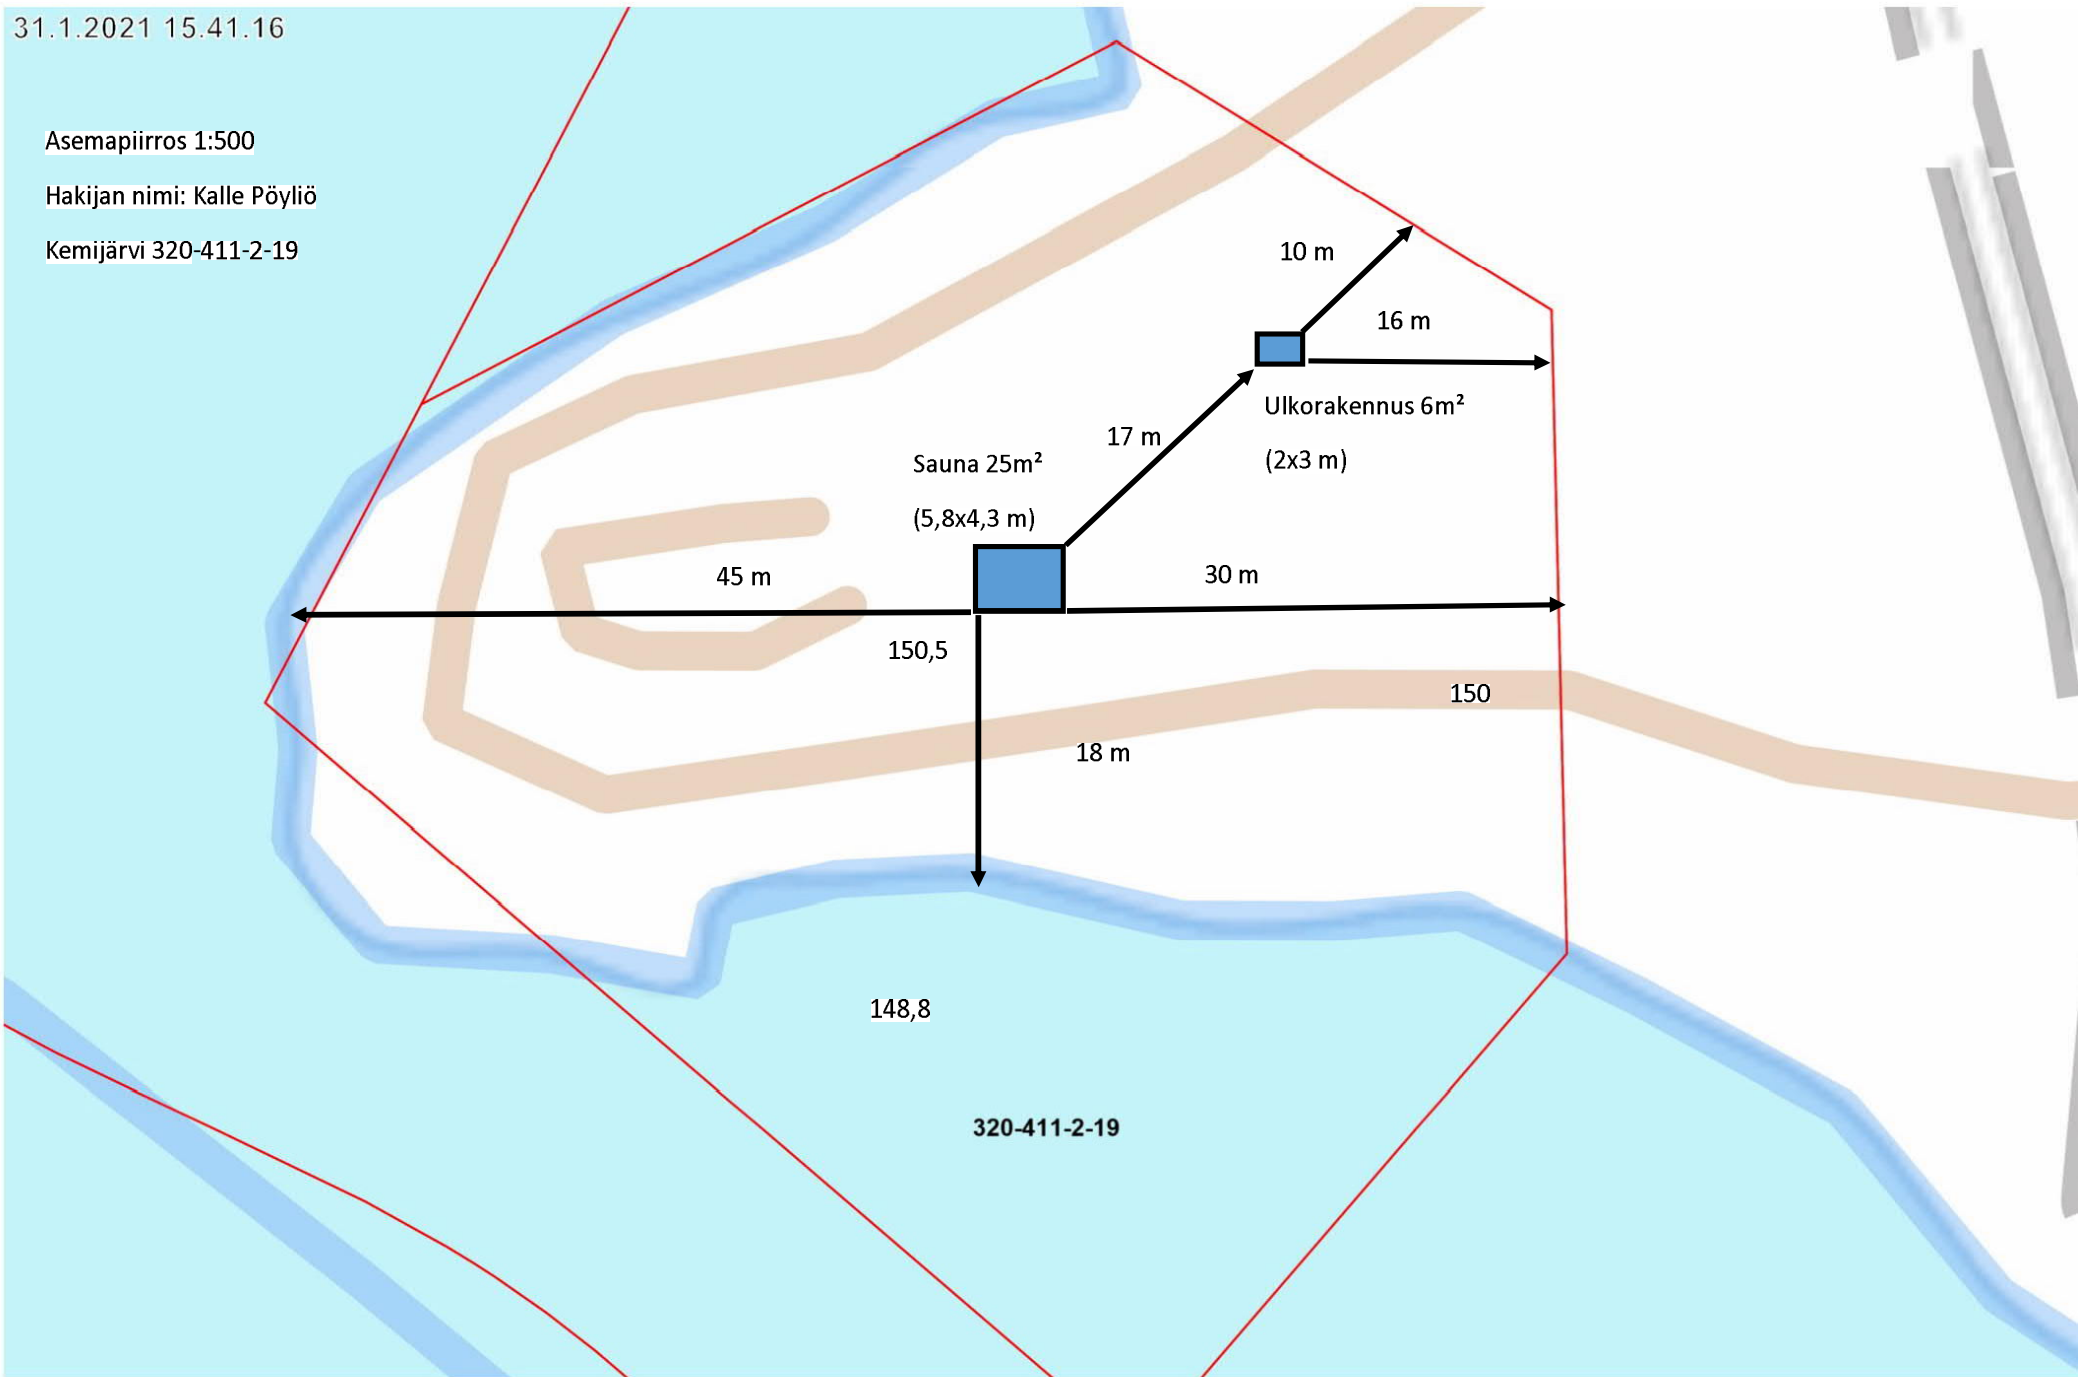 31.1.2021 15.41.16
Asemapiirros 1:500
Hakijan nimi: Kalle Pöyliö
Kemijärvi 320-411-2-19
10 m
16 m
Ulkorakennus 6m²
(2x3 m)
17 m
Sauna 25m²
(5,8x4,3 m)
45 m
30 m
150,5
150
18 m
148,8
320-411-2-19